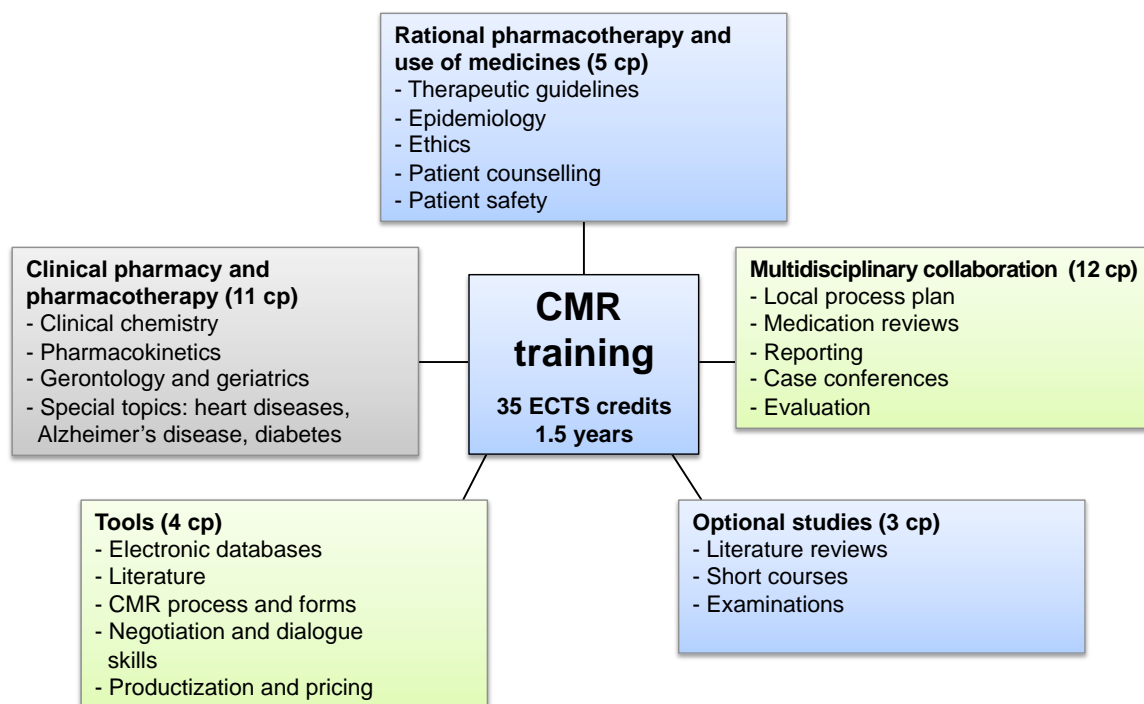 Rational pharmacotherapy and
use of medicines (5 cp)
- Therapeutic guidelines
- Epidemiology
- Ethics
- Patient counselling
- Patient safety
Clinical pharmacy and
pharmacotherapy (11 cp)
- Clinical chemistry
- Pharmacokinetics
- Gerontology and geriatrics
- Special topics: heart diseases,
Alzheimer's disease, diabetes
CMR
training
35 ECTS credits
1.5 years
Multidisciplinary collaboration (12 cp)
- Local process plan
- Medication reviews
- Reporting
- Case conferences
- Evaluation
Tools (4 cp)
- Electronic databases
- Literature
- CMR process and forms
- Negotiation and dialogue
skills
- Productization and pricing
Optional studies (3 cp)
- Literature reviews
- Short courses
- Examinations